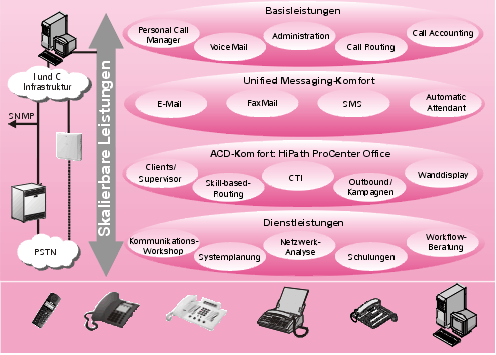 Basisleistungen
Personal Call
Manager
VoiceMail
Administration
Call Routing
Call Accounting
I und C
Infrastruktur
Unified Messaging-Komfort
E-Mail
FaxMail
SMS
Automatic
Attendant
SNMP
Skalierbare Leistungen
ACD-Komfort: HiPath ProCenter Office
Clients/
Supervisor
Skill-based-
Routing
CTI
Outbound/
Kampagnen
Wanddisplay
Dienstleistungen
Kommunikations-
Workshop
Systemplanung
Netzwerk-
Analyse
Schulungen
Workflow-
Beratung
PSTN